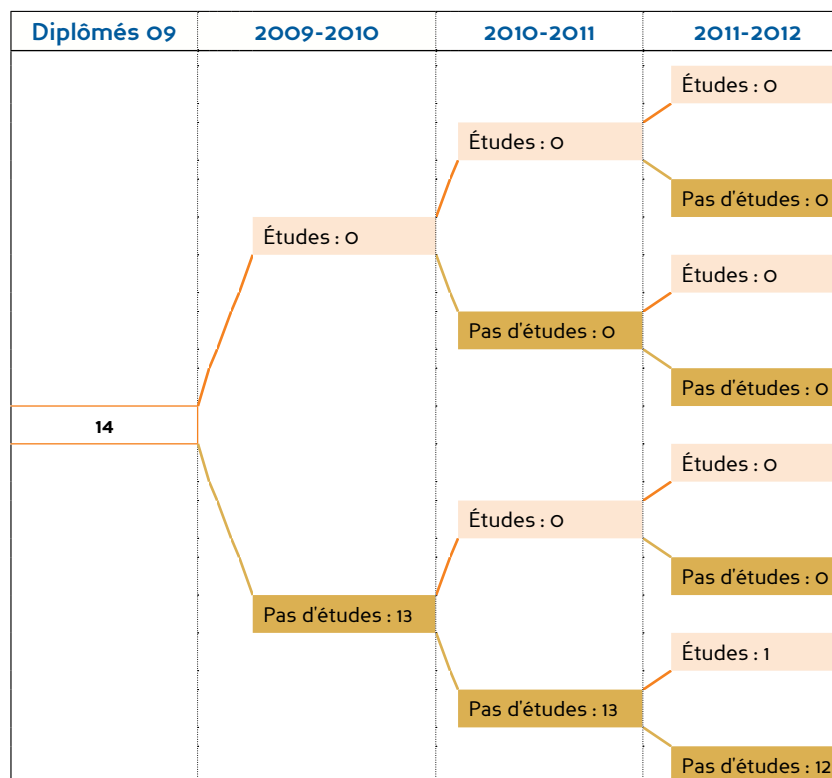 Diplômés 09 2009-2010 2010-2011 2011-2012
Études : 0
Études : 0
Pas d'études : 0
Études : 0
Études : 0
Pas d'études : 0
Pas d'études : 0
14
Études : 0
Études : 0
Pas d'études : 0
Pas d'études : 13
Études : 1
Pas d'études : 13
Pas d'études : 12